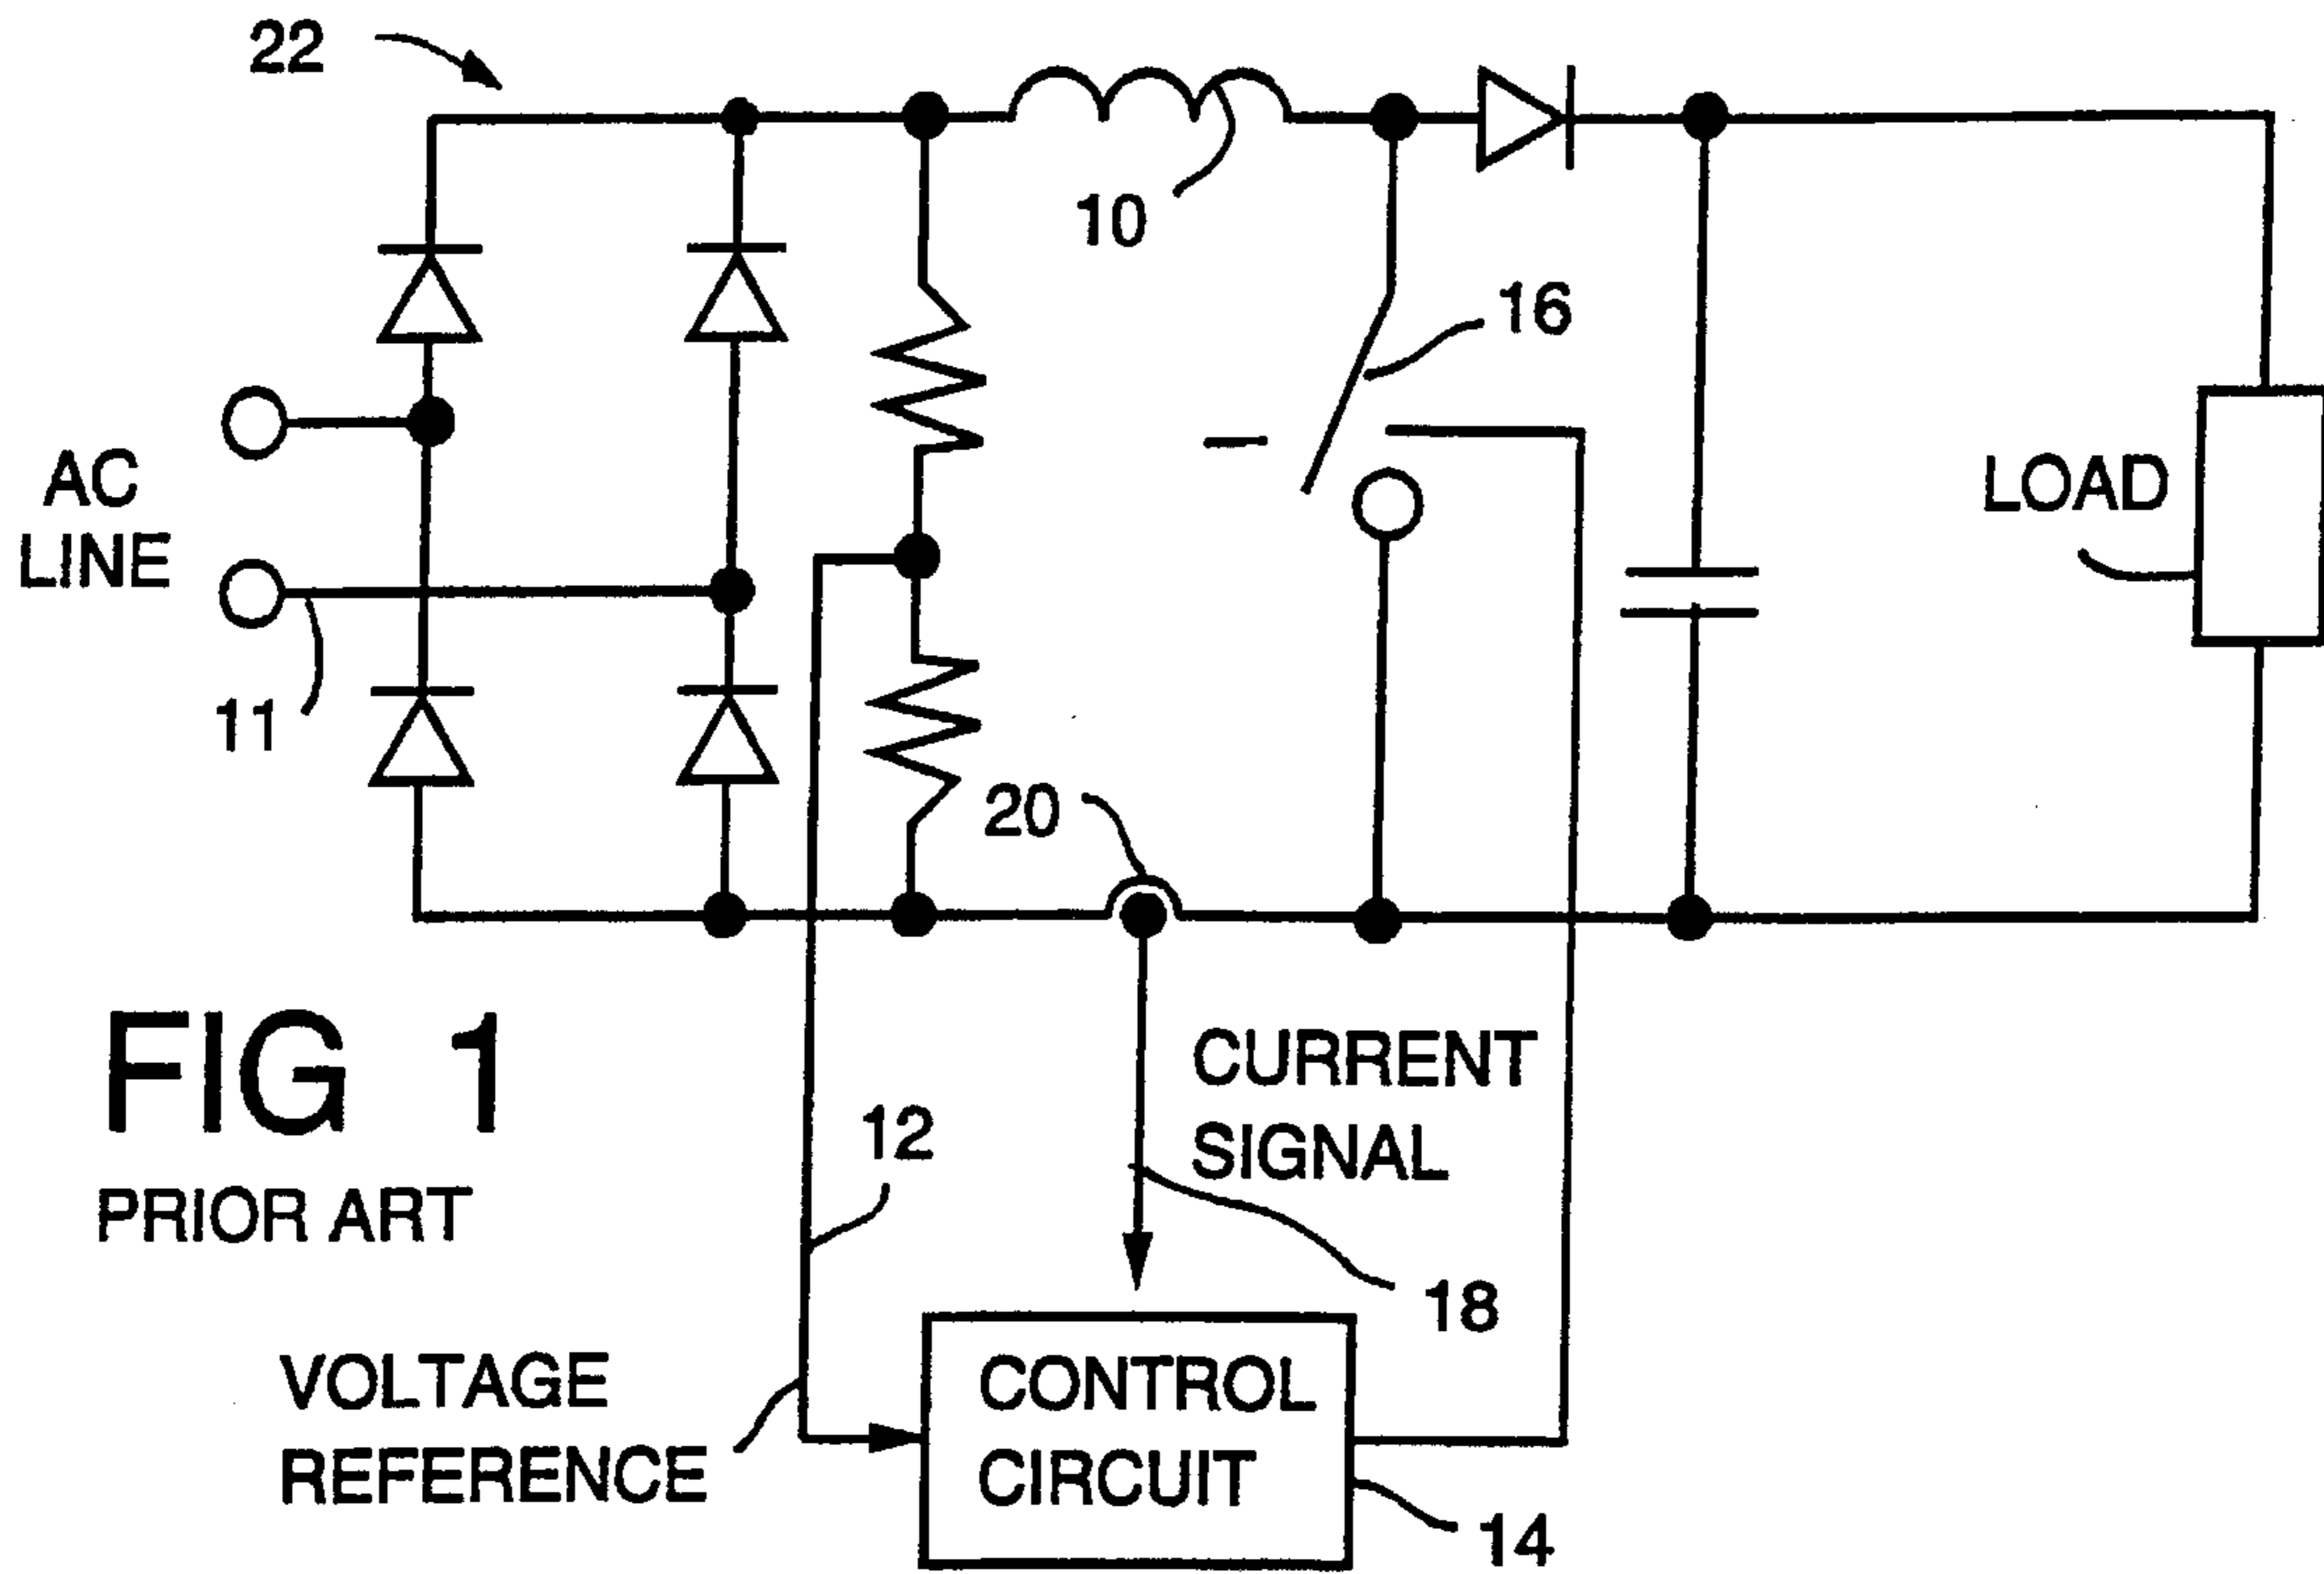 22
10
16
AC
LINE
LOAD
11
20
FIG 1
PRIOR ART
CURRENT
SIGNAL
12
18
VOLTAGE
REFERENCE
CONTROL
CIRCUIT
14